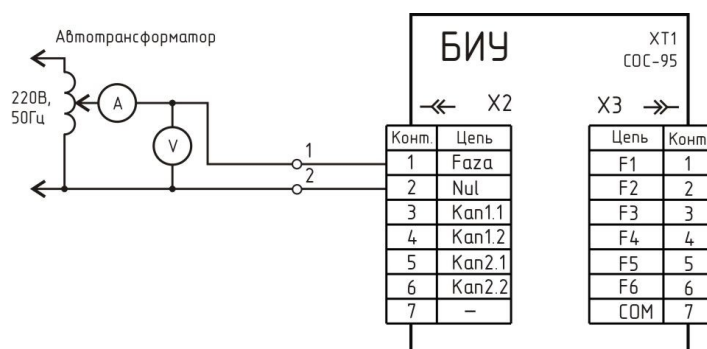 Автотрансформатор
220В,
50Гц
A
V
1
2
БИУ
XT1
СОС-95
X2
X3
Конт. Цепь
1 Faza
2 Nul
3 Kan1.1
4 Kan1.2
5 Kan2.1
6 Kan2.2
7 –
Цепь Конт
F1 1
F2 2
F3 3
F4 4
F5 5
F6 6
COM 7